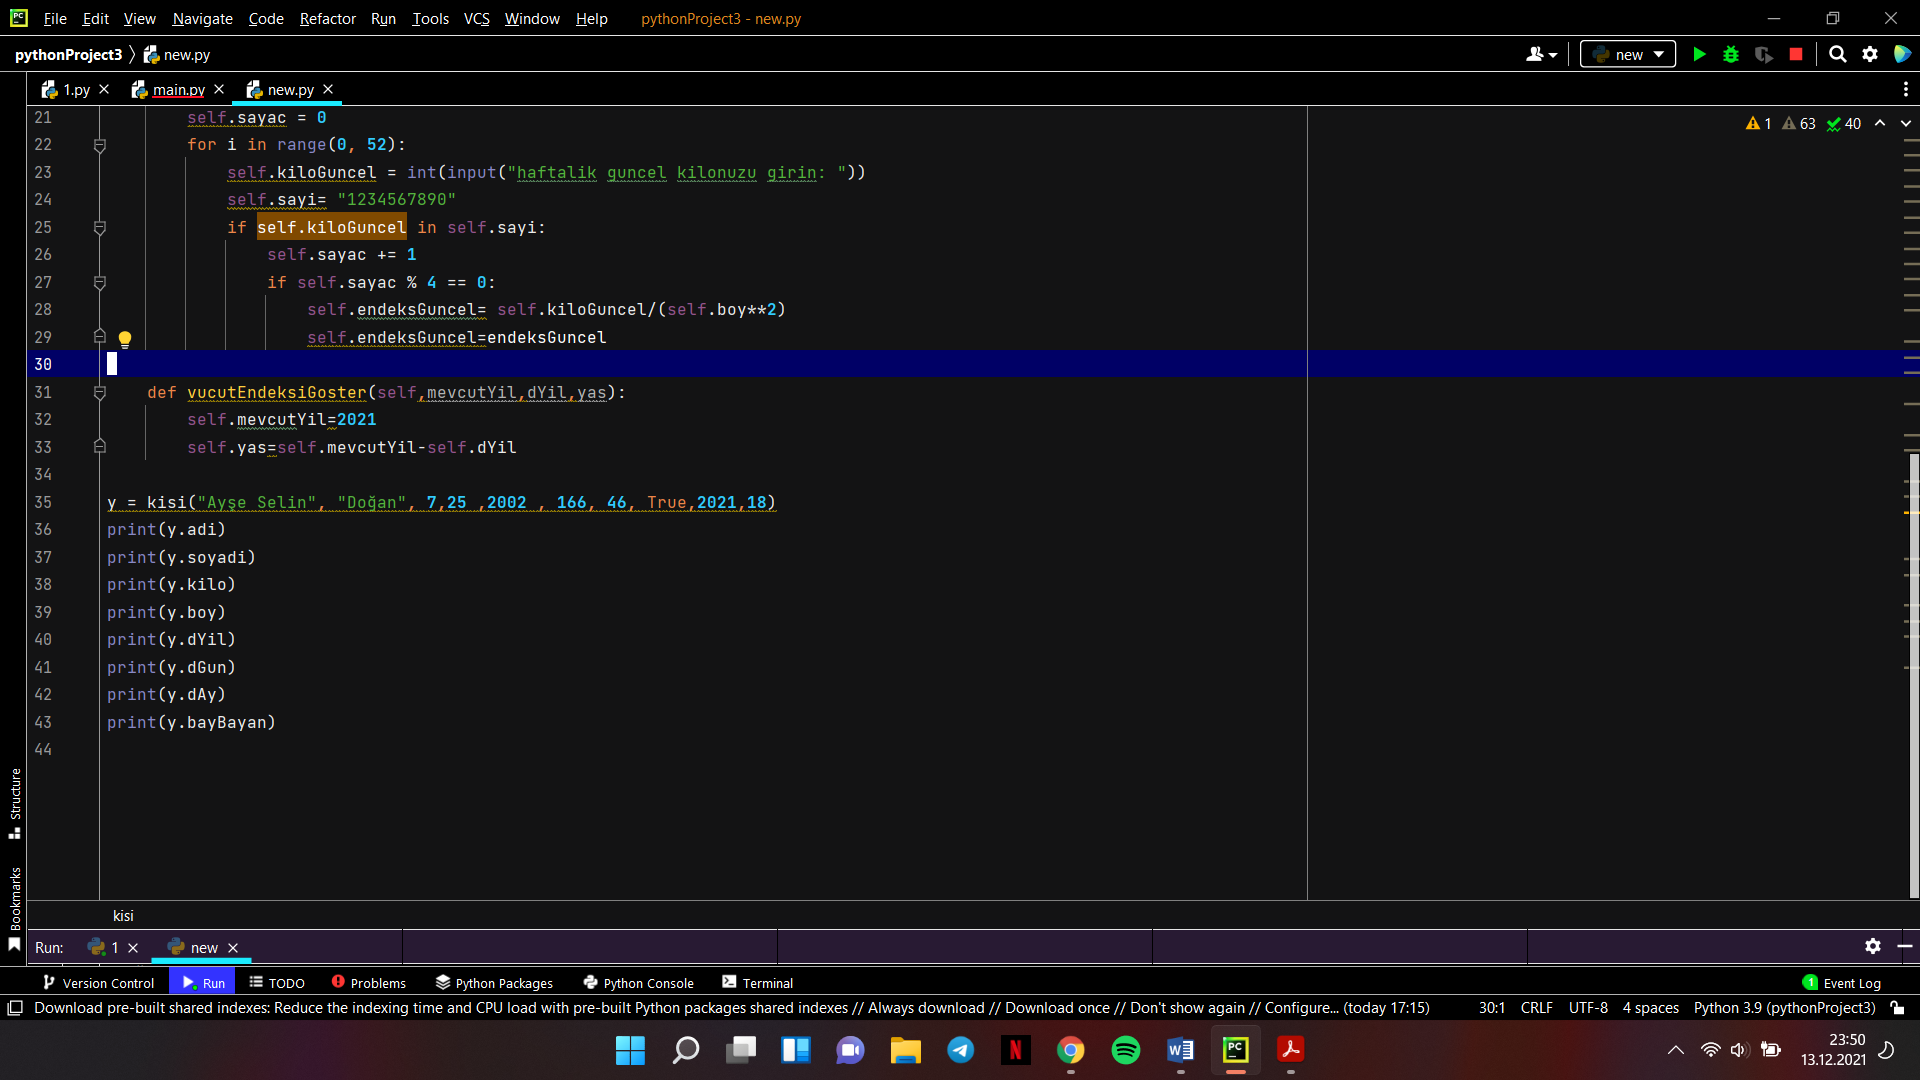 File Edit View Navigate Code Refactor Run Tools VCS Window Help pythonProject3 - new.py
pythonProject3 new.py new
1.py main.py new.py
1 63 40
21 self.sayac = 0
22 for i in range(0, 52):
23 self.kiloGuncel = int(input("haftalik guncel kilonuzu girin: "))
24 self.sayi= "1234567890"
25 if self.kiloGuncel in self.sayi:
26 self.sayac += 1
27 if self.sayac % 4 == 0:
28 self.endeksGuncel= self.kiloGuncel/(self.boy**2)
29 self.endeksGuncel=endeksGuncel
30
31 def vucutEndeksiGoster(self,mevcutYil,dYil,yas):
32 self.mevcutYil=2021
33 self.yas=self.mevcutYil-self.dYil
34
35 y = kisi("Ayşe Selin", "Doğan", 7,25 ,2002 , 166, 46, True,2021,18)
36 print(y.adi)
37 print(y.soyadi)
38 print(y.kilo)
39 print(y.boy)
40 print(y.dYil)
41 print(y.dGun)
42 print(y.dAy)
43 print(y.bayBayan)
44
Structure
Bookmarks
kisi
Run: 1 new
Version Control Run TODO Problems Python Packages Python Console Terminal 1 Event Log
Download pre-built shared indexes: Reduce the indexing time and CPU load with pre-built Python packages shared indexes // Always download // Download once // Don't show again // Configure... (today 17:15) 30:1 CRLF UTF-8 4 spaces Python 3.9 (pythonProject3)
23:50
13.12.2021